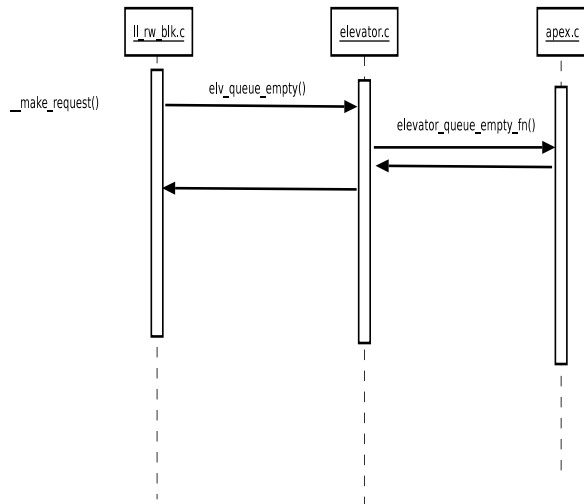 ll_rw_blk.c
elevator.c
apex.c
elv_queue_empty()
__make_request()
elevator_queue_empty_fn()